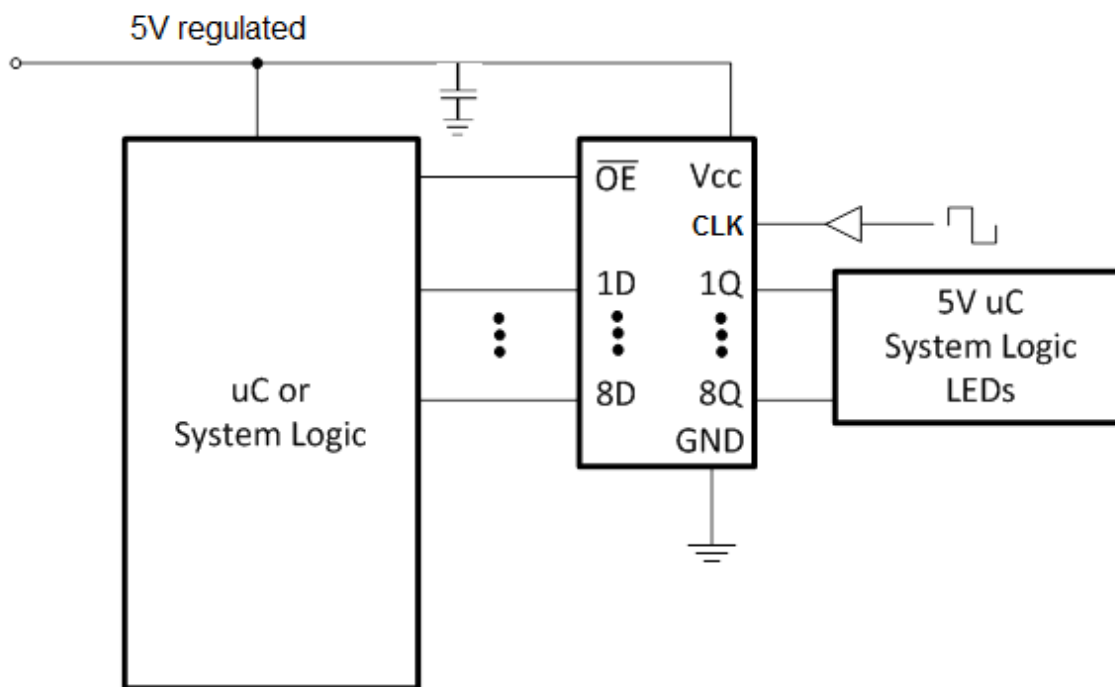 5V regulated
OE Vcc
CLK
1D 1Q
5V uC
System Logic
LEDs
uC or
System Logic
8D 8Q
GND